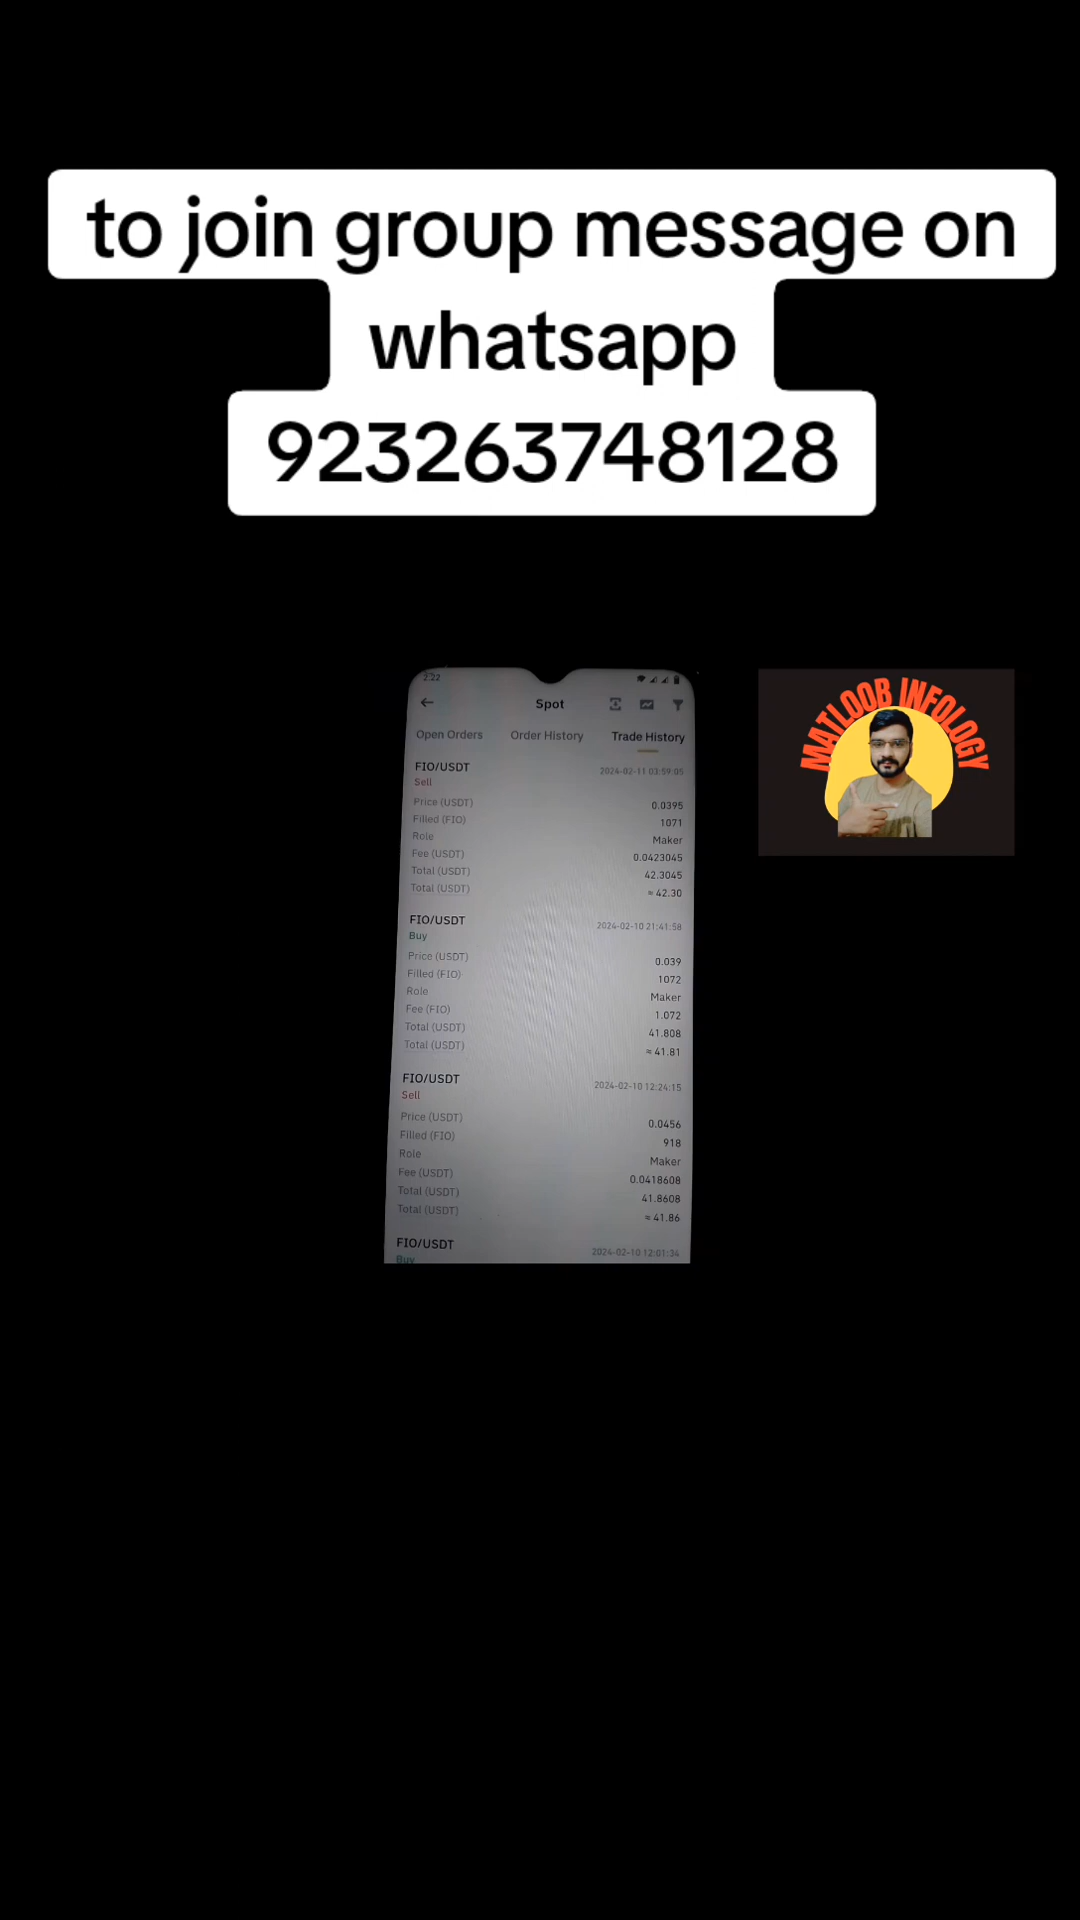 to join group message on
whatsapp
923263748128
MATLOOB INFOLOGY
2:22
Spot
Open Orders Order History Trade History
FIO/USDT 2024-02-11 03:59:05
Sell
Price (USDT) 0.0395
Filled (FIO) 1071
Role Maker
Fee (USDT) 0.0423045
Total (USDT) 42.3045
Total (USDT) ≈ 42.30
FIO/USDT 2024-02-10 21:41:58
Buy
Price (USDT) 0.039
Filled (FIO) 1072
Role Maker
Fee (FIO) 1.072
Total (USDT) 41.808
Total (USDT) ≈ 41.81
FIO/USDT 2024-02-10 12:24:15
Sell
Price (USDT) 0.0456
Filled (FIO) 918
Role Maker
Fee (USDT) 0.0418608
Total (USDT) 41.8608
Total (USDT) ≈ 41.86
FIO/USDT 2024-02-10 12:01:34
Buy